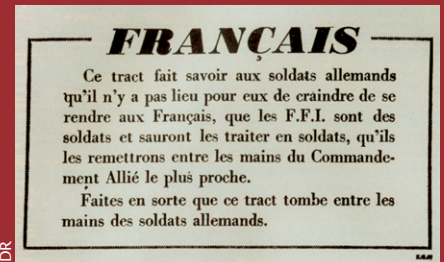 FRANÇAIS
Ce tract fait savoir aux soldats allemands
qu'il n'y a pas lieu pour eux de craindre de se
rendre aux Français, que les F.F.I. sont des
soldats et sauront les traiter en soldats, qu'ils
les remettrons entre les mains du Commande-
ment Allié le plus proche.
Faites en sorte que ce tract tombe entre les
mains des soldats allemands.
DR